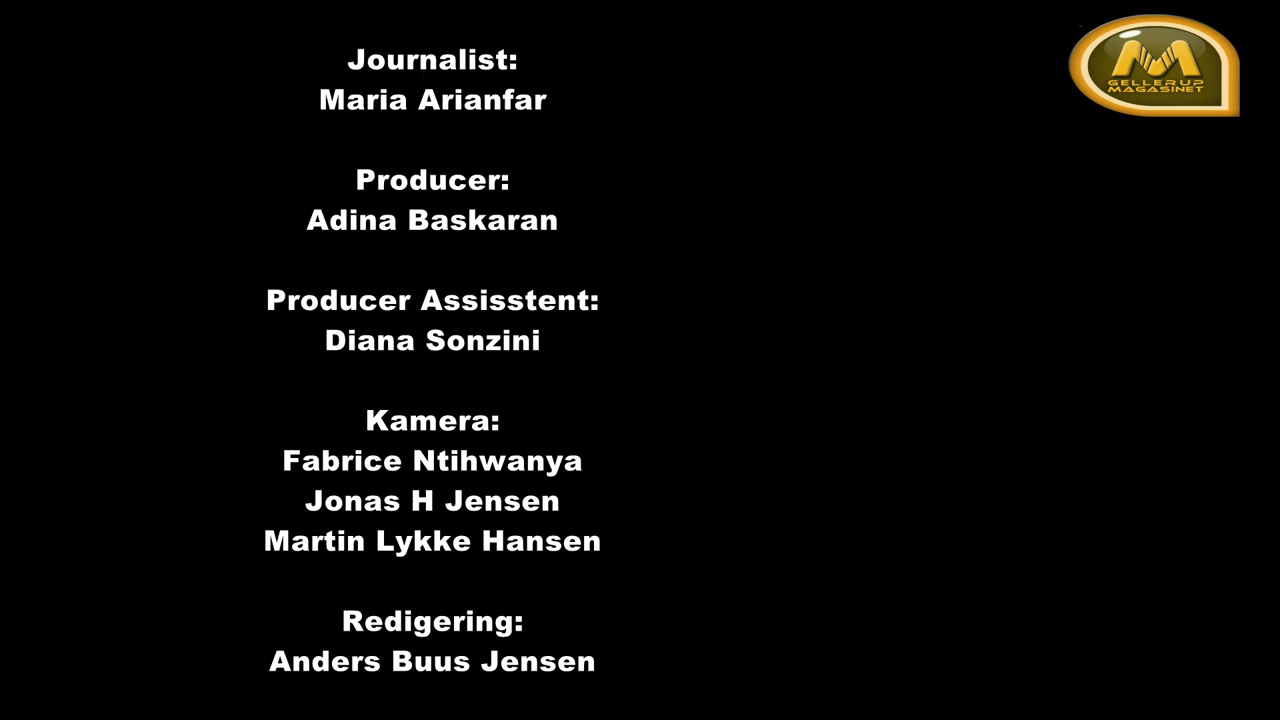 Journalist:
Maria Arianfar
Producer:
Adina Baskaran
Producer Assisstent:
Diana Sonzini
Kamera:
Fabrice Ntihwanya
Jonas H Jensen
Martin Lykke Hansen
Redigering:
Anders Buus Jensen
GELLERUP
MAGASINET